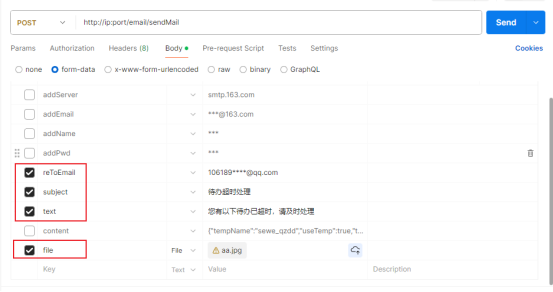 POST http://ip:port/email/sendMail Send
Params Authorization Headers (8) Body Pre-request Script Tests Settings Cookies
none form-data x-www-form-urlencoded raw binary GraphQL
addServer smtp.163.com
addEmail ***@163.com
addName ***
addPwd ***
reToEmail 106189****@qq.com
subject 待办超时处理
text 您有以下待办已超时，请及时处理
content {"tempName":"sewe_qzdd","useTemp":true,"t...
file File aa.jpg
Key Text Value Description